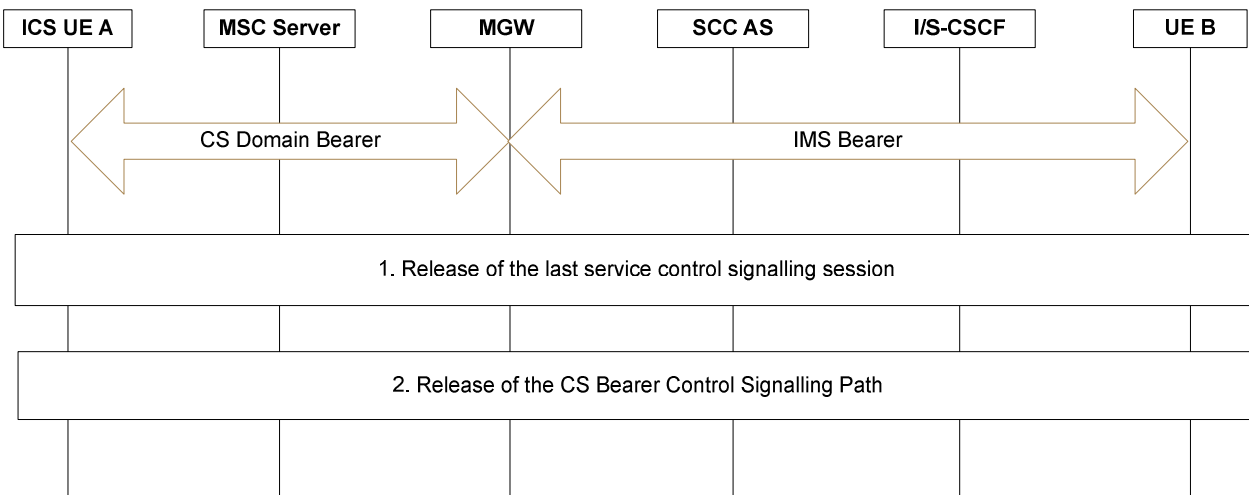 ICS UE A
MSC Server
MGW
SCC AS
I/S-CSCF
UE B
CS Domain Bearer
IMS Bearer
1. Release of the last service control signalling session
2. Release of the CS Bearer Control Signalling Path